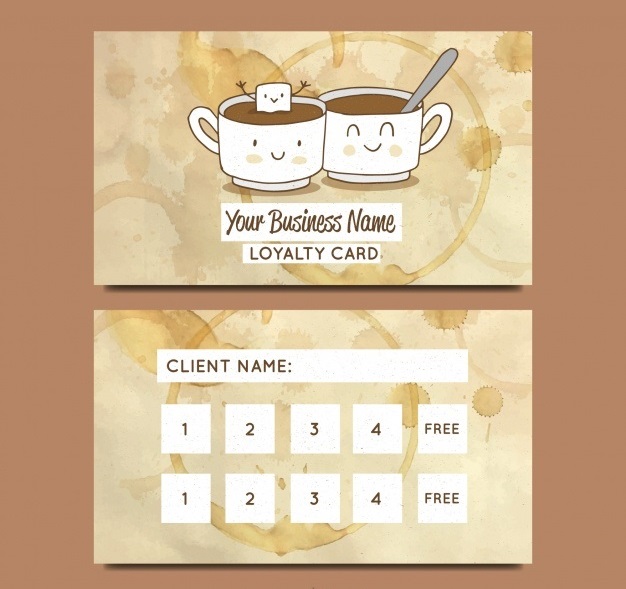 Your Business Name
LOYALTY CARD
CLIENT NAME:
1 2 3 4 FREE
1 2 3 4 FREE